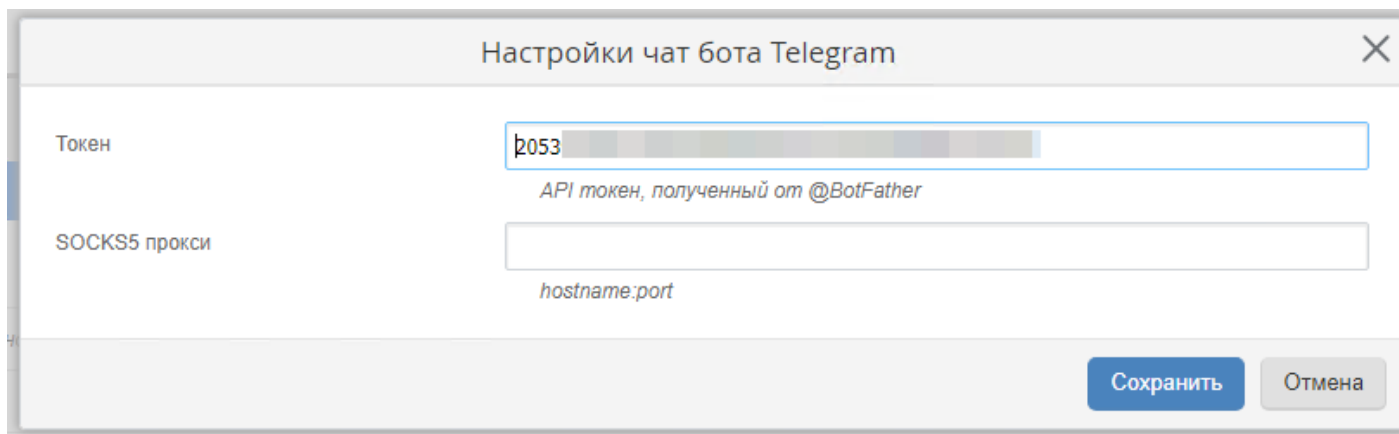 Настройки чат бота Telegram
Токен
2053
API токен, полученный от @BotFather
SOCKS5 прокси
hostname:port
Сохранить
Отмена